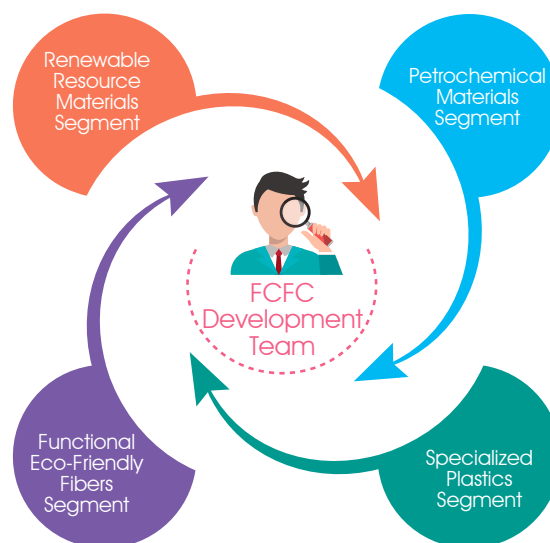 Renewable
Resource
Materials
Segment
Petrochemical
Materials
Segment
FCFC
Development
Team
Functional
Eco-Friendly
Fibers
Segment
Specialized
Plastics
Segment